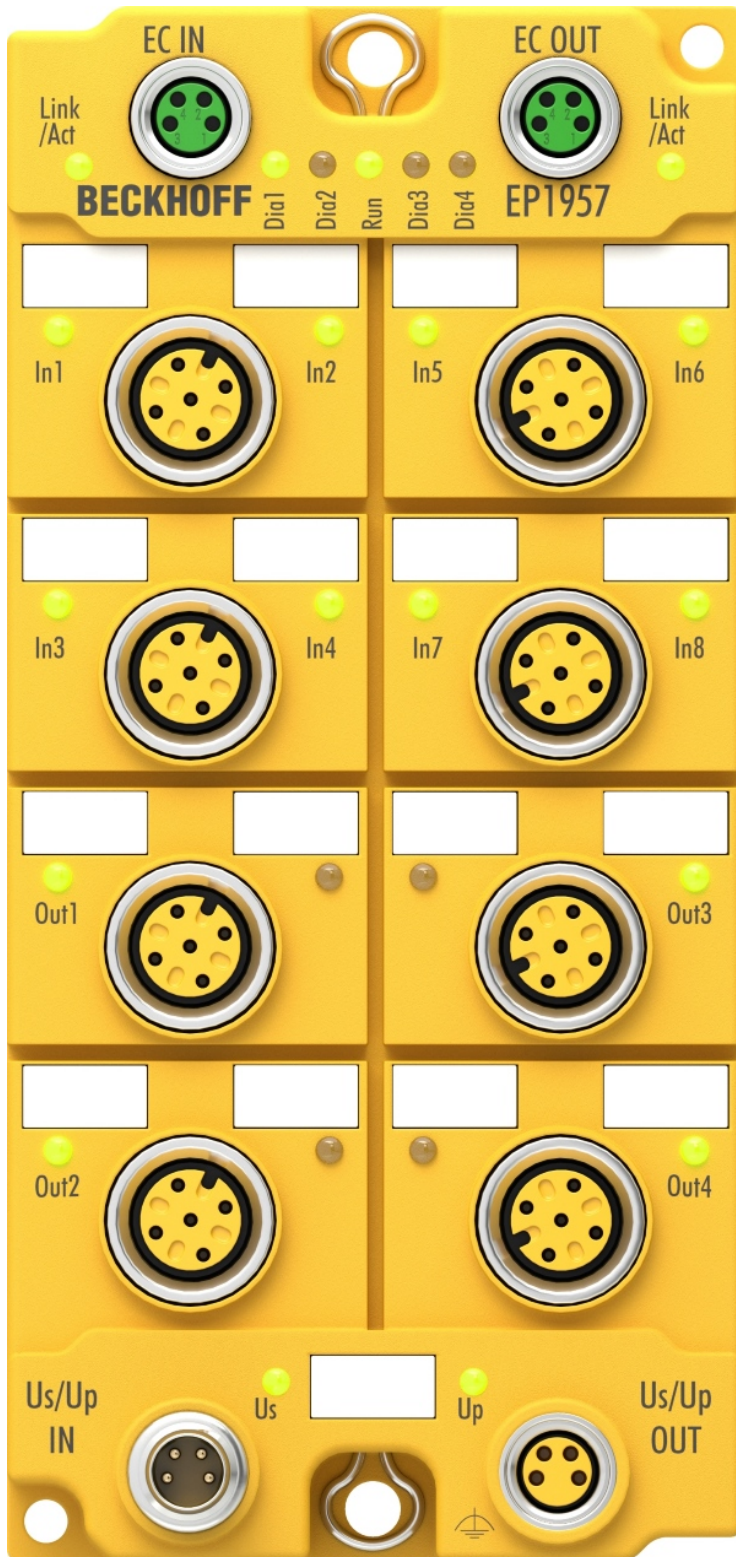 EC IN
EC OUT
Link
/Act
Link
/Act
BECKHOFF
Dia1
Dia2
Run
Dia3
Dia4
EP1957
In1
In2
In5
In6
In3
In4
In7
In8
Out1
Out3
Out2
Out4
Us/Up
IN
Us
Up
Us/Up
OUT